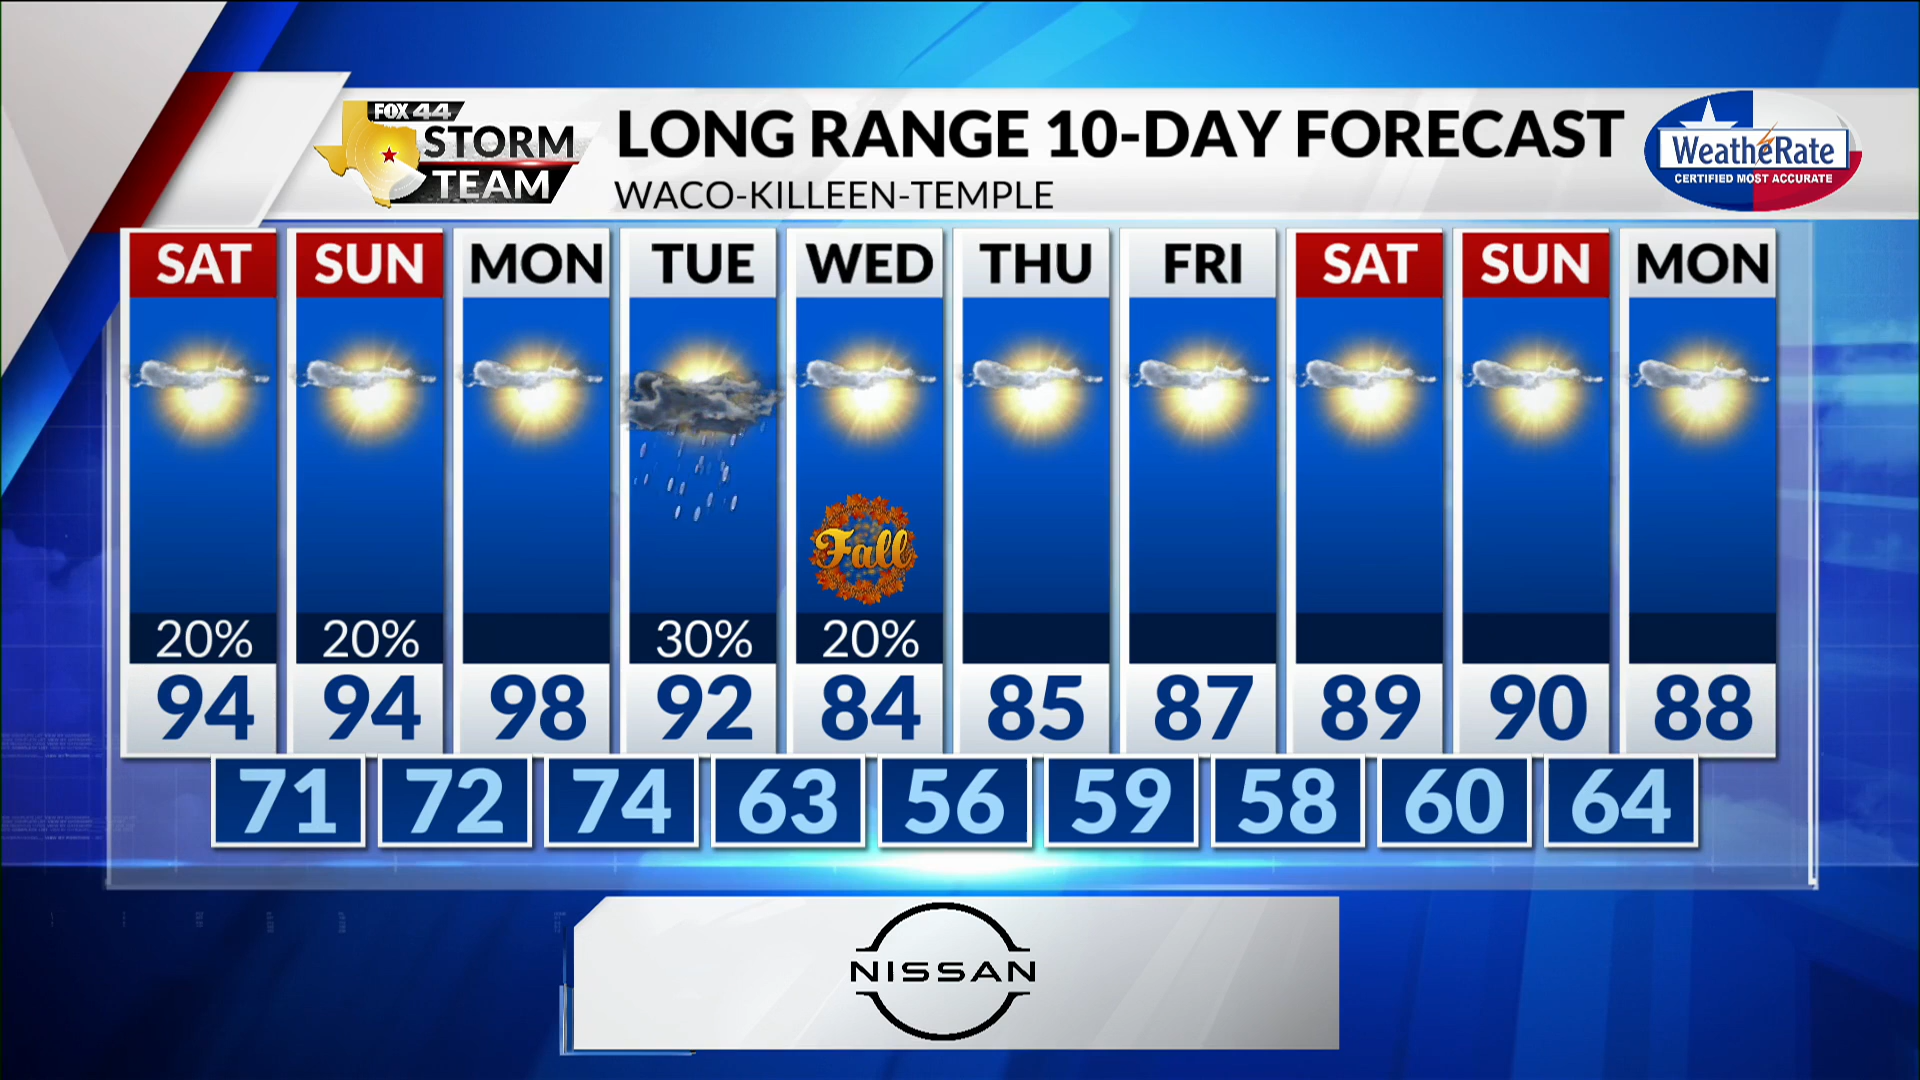 FOX 44
STORM
TEAM
LONG RANGE 10-DAY FORECAST
WACO-KILLEEN-TEMPLE
WeatheRate
CERTIFIED MOST ACCURATE
SAT SUN MON TUE WED THU FRI SAT SUN MON
Fall
20% 20% 30% 20%
94 94 98 92 84 85 87 89 90 88
71 72 74 63 56 59 58 60 64
NISSAN